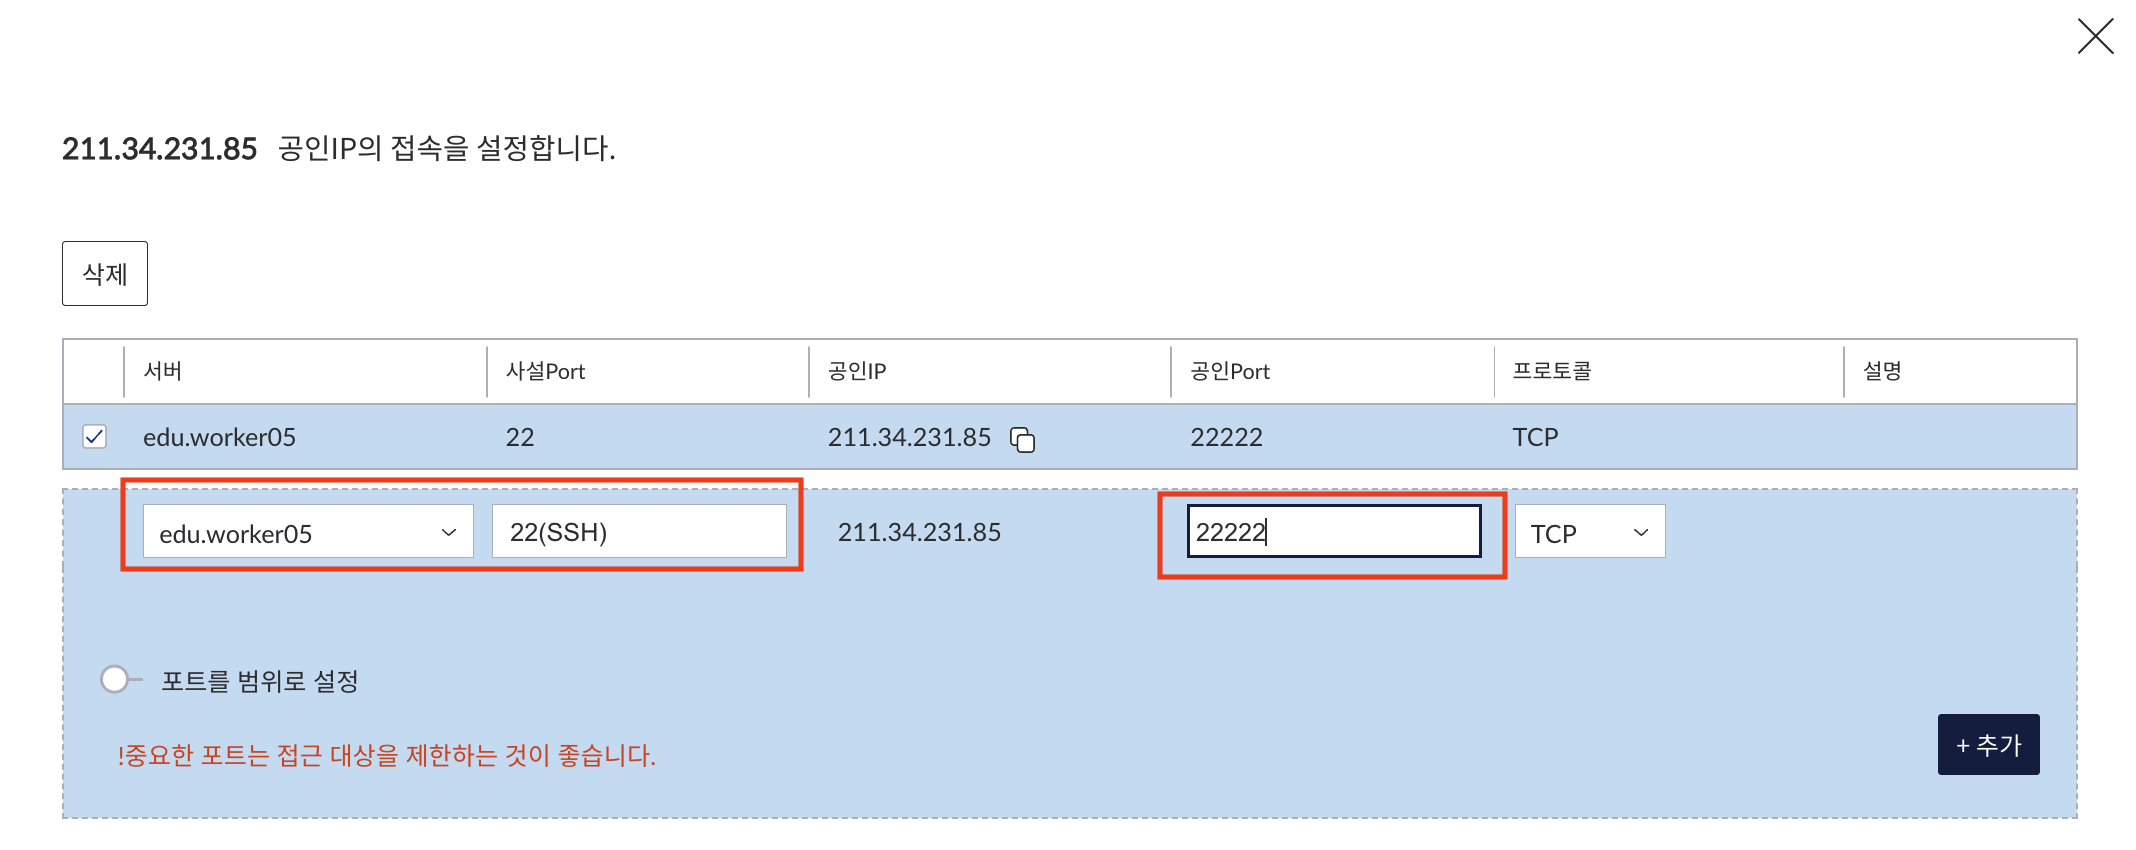 211.34.231.85 공인IP의 접속을 설정합니다.
삭제
서버 사설Port 공인IP 공인Port 프로토콜 설명
edu.worker05 22 211.34.231.85 22222 TCP
edu.worker05 22(SSH) 211.34.231.85 22222 TCP
포트를 범위로 설정
!중요한 포트는 접근 대상을 제한하는 것이 좋습니다.
+ 추가